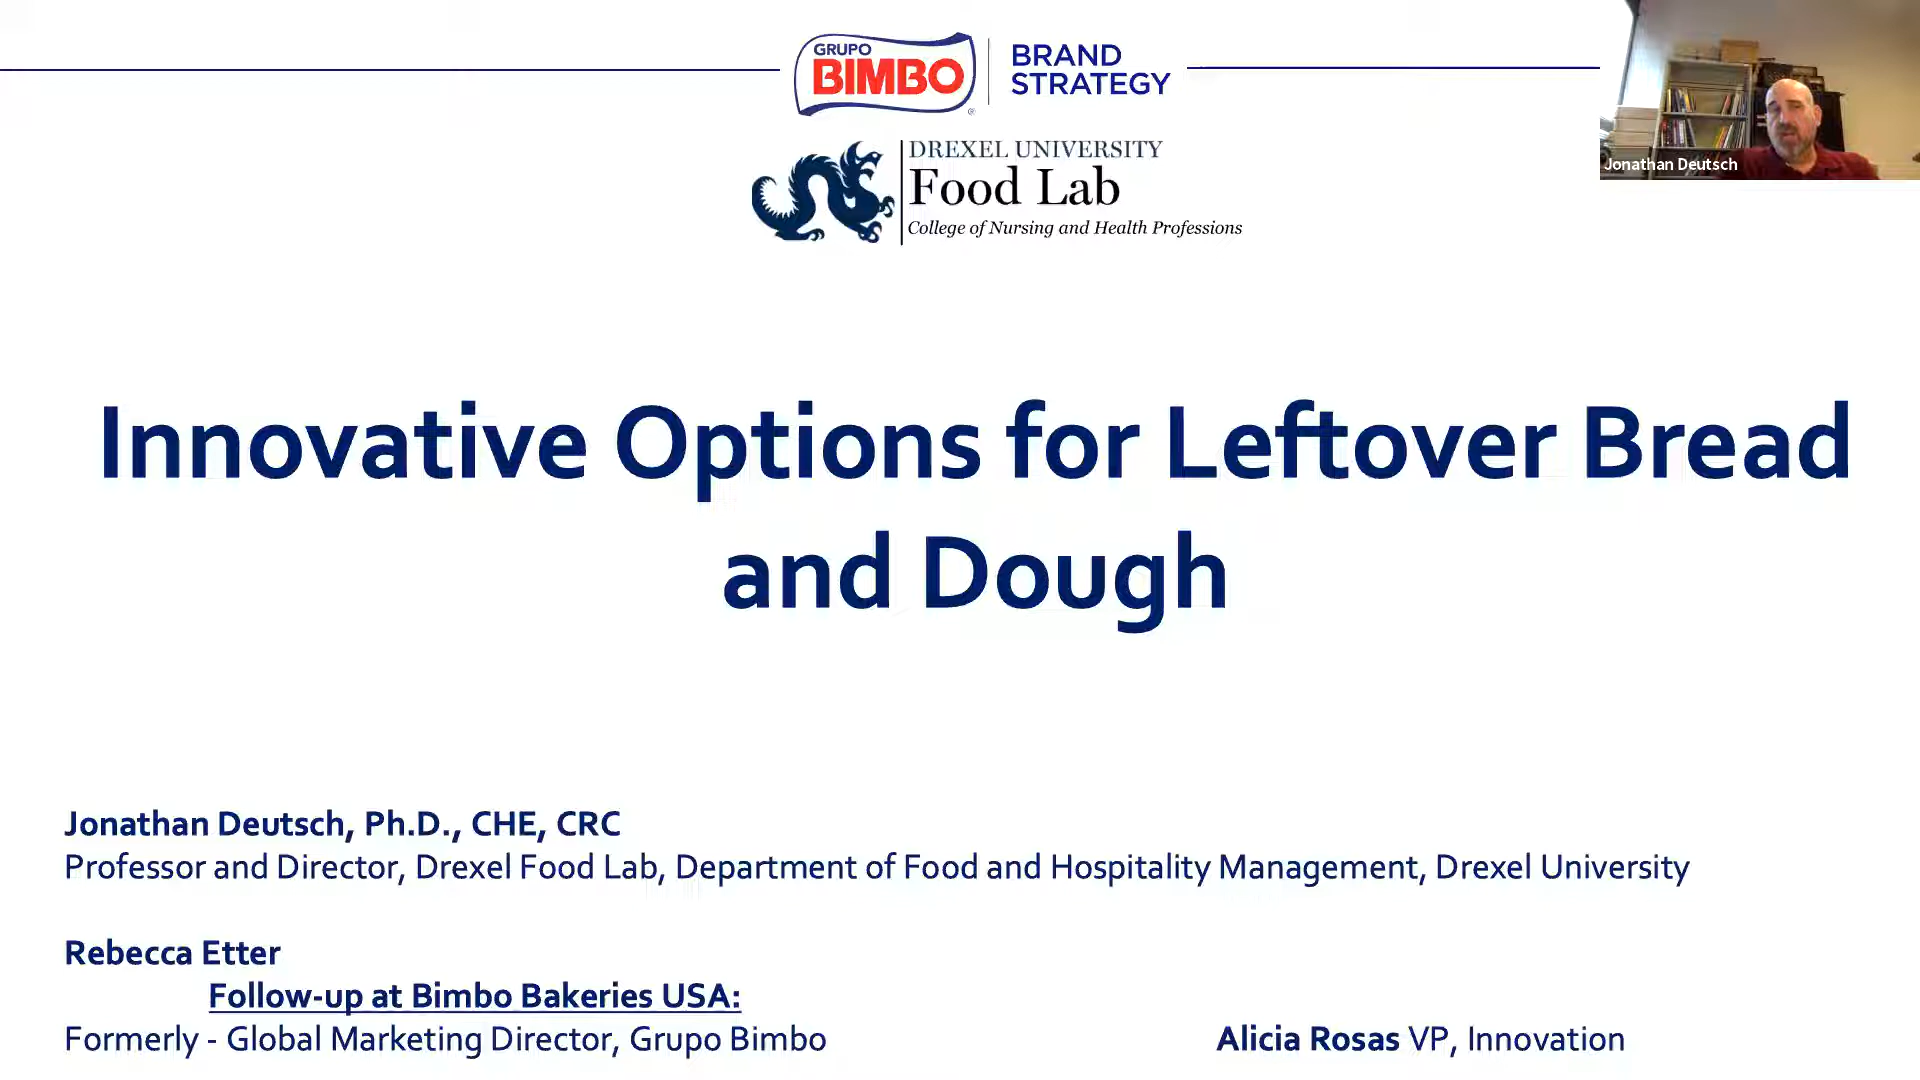 GRUPO
BIMBO
BRAND
STRATEGY
DREXEL UNIVERSITY
Food Lab
College of Nursing and Health Professions
Jonathan Deutsch
Innovative Options for Leftover Bread
and Dough
Jonathan Deutsch, Ph.D., CHE, CRC
Professor and Director, Drexel Food Lab, Department of Food and Hospitality Management, Drexel University
Rebecca Etter
Follow-up at Bimbo Bakeries USA:
Formerly - Global Marketing Director, Grupo Bimbo
Alicia Rosas VP, Innovation